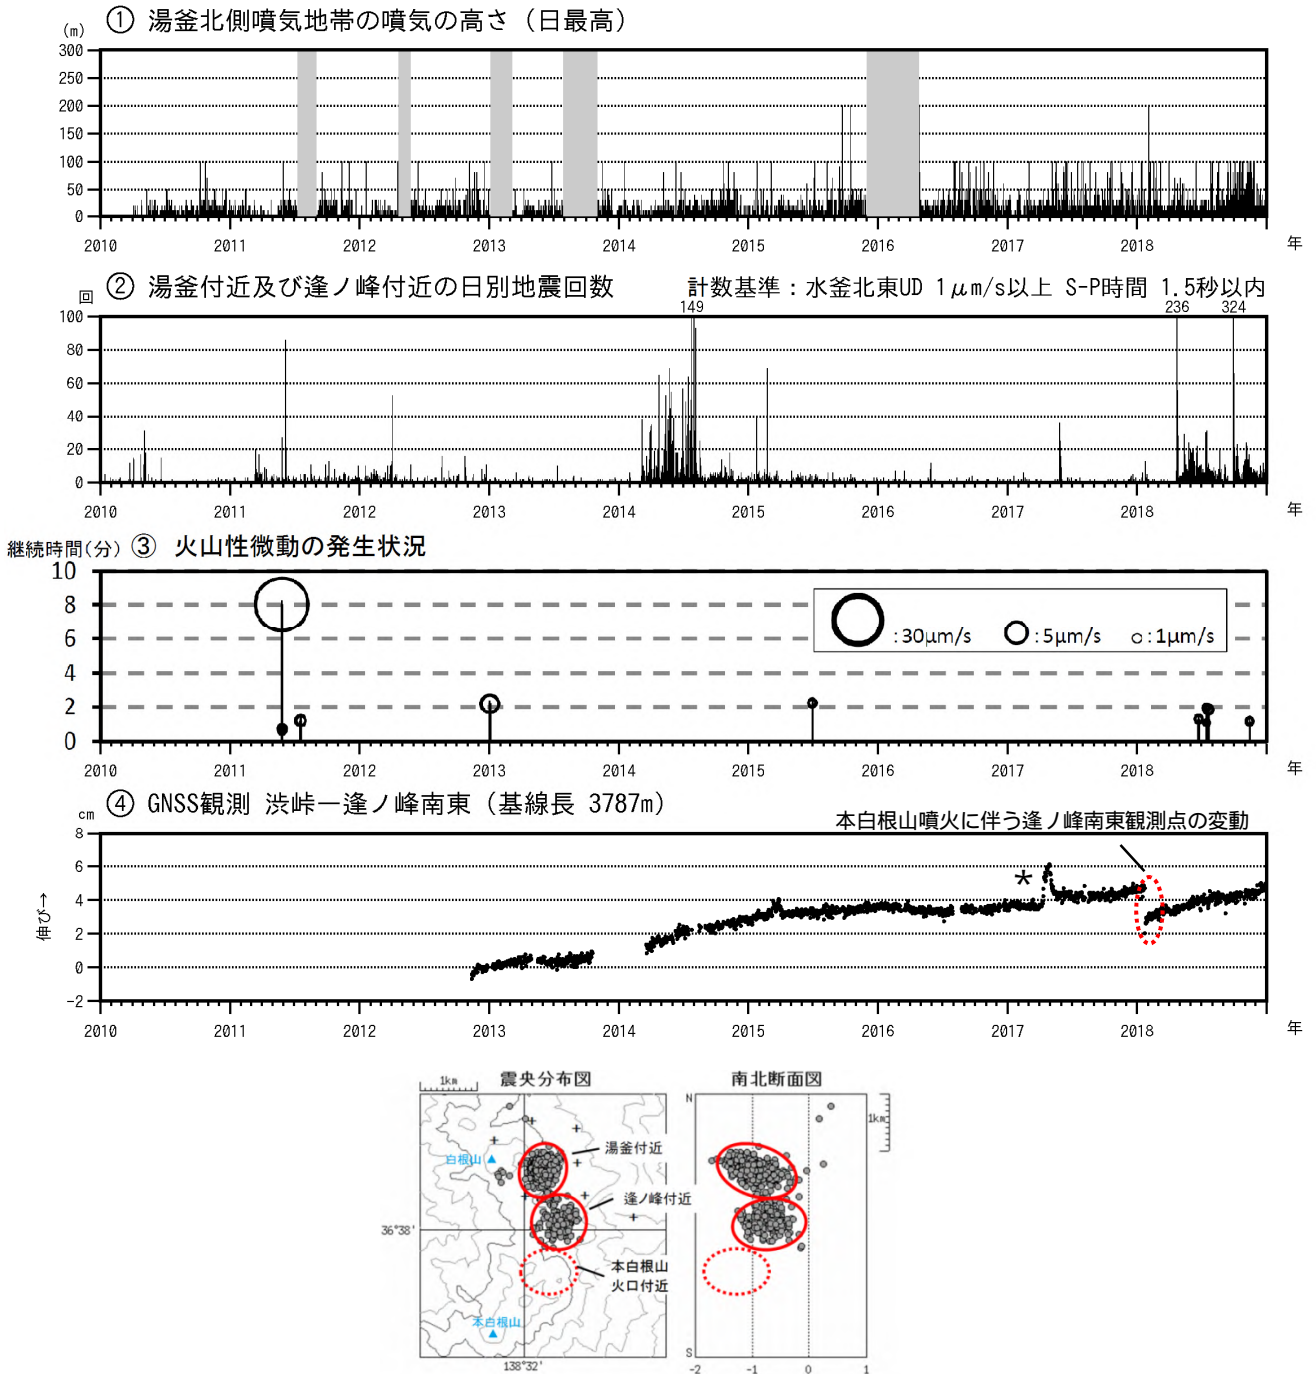 ① 湯釜北側噴気地帯の噴気の高さ（日最高）
(m)
300
250
200
150
100
50
0
2010 2011 2012 2013 2014 2015 2016 2017 2018 年
② 湯釜付近及び逢ノ峰付近の日別地震回数 計数基準：水釜北東UD 1μm/s以上 S-P時間 1.5秒以内
回
149 236 324
100
80
60
40
20
0
2010 2011 2012 2013 2014 2015 2016 2017 2018 年
継続時間(分) ③ 火山性微動の発生状況
10
8
6
4
2
0
:30μm/s :5μm/s :1μm/s
2010 2011 2012 2013 2014 2015 2016 2017 2018 年
④ GNSS観測 渋峠―逢ノ峰南東（基線長 3787m）
cm
本白根山噴火に伴う逢ノ峰南東観測点の変動
8
6
4
2
0
-2
伸び→
*
2010 2011 2012 2013 2014 2015 2016 2017 2018 年
1km 震央分布図 南北断面図
N
1km
湯釜付近
白根山
逢ノ峰付近
36°38'
本白根山
火口付近
本白根山
S
138°32'
-2 -1 0 1